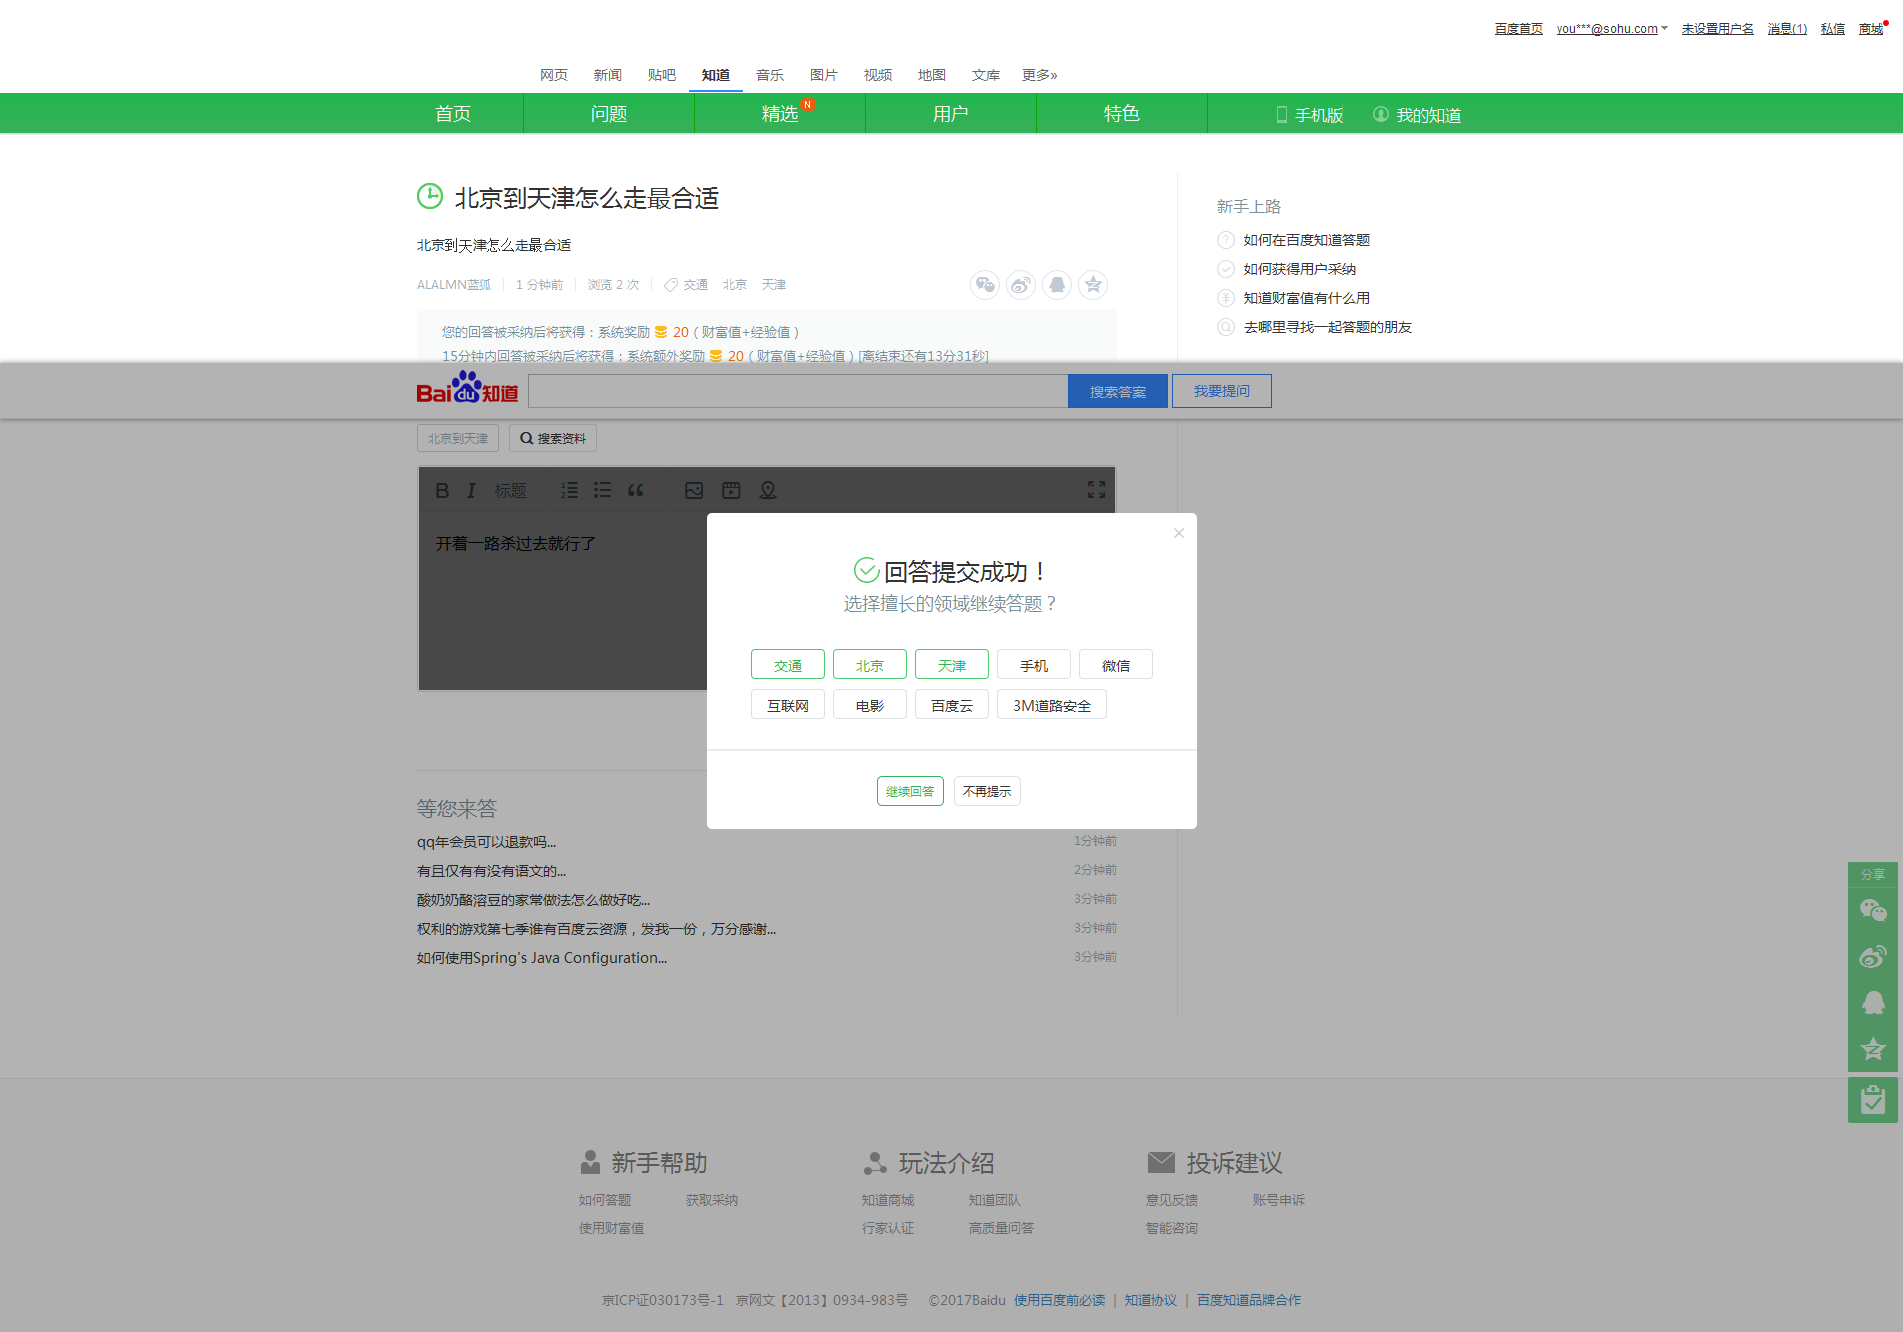 百度首页 you***@sohu.com 未设置用户名 消息(1) 私信 商城
网页 新闻 贴吧 知道 音乐 图片 视频 地图 文库 更多»
首页 问题 精选 N 用户 特色 手机版 我的知道
北京到天津怎么走最合适
北京到天津怎么走最合适
ALALMN蓝狐 1 分钟前 浏览 2 次 交通 北京 天津
您的回答被采纳后将获得：系统奖励 20（财富值+经验值）
15分钟内回答被采纳后将获得：系统额外奖励 20（财富值+经验值）[离结束还有13分31秒]
新手上路
如何在百度知道答题
如何获得用户采纳
知道财富值有什么用
去哪里寻找一起答题的朋友
Bai du 知道 搜索答案 我要提问
北京到天津 搜索资料
B I 标题
开着一路杀过去就行了
回答提交成功！
选择擅长的领域继续答题？
交通 北京 天津 手机 微信
互联网 电影 百度云 3M道路安全
继续回答 不再提示
等您来答
qq年会员可以退款吗... 1分钟前
有且仅有有没有语文的... 2分钟前
酸奶奶酪溶豆的家常做法怎么做好吃... 3分钟前
权利的游戏第七季谁有百度云资源，发我一份，万分感谢... 3分钟前
如何使用Spring's Java Configuration... 3分钟前
分享
新手帮助 玩法介绍 投诉建议
如何答题 获取采纳 知道商城 知道团队 意见反馈 账号申诉
使用财富值 行家认证 高质量问答 智能咨询
京ICP证030173号-1 京网文【2013】0934-983号 ©2017Baidu 使用百度前必读 | 知道协议 | 百度知道品牌合作